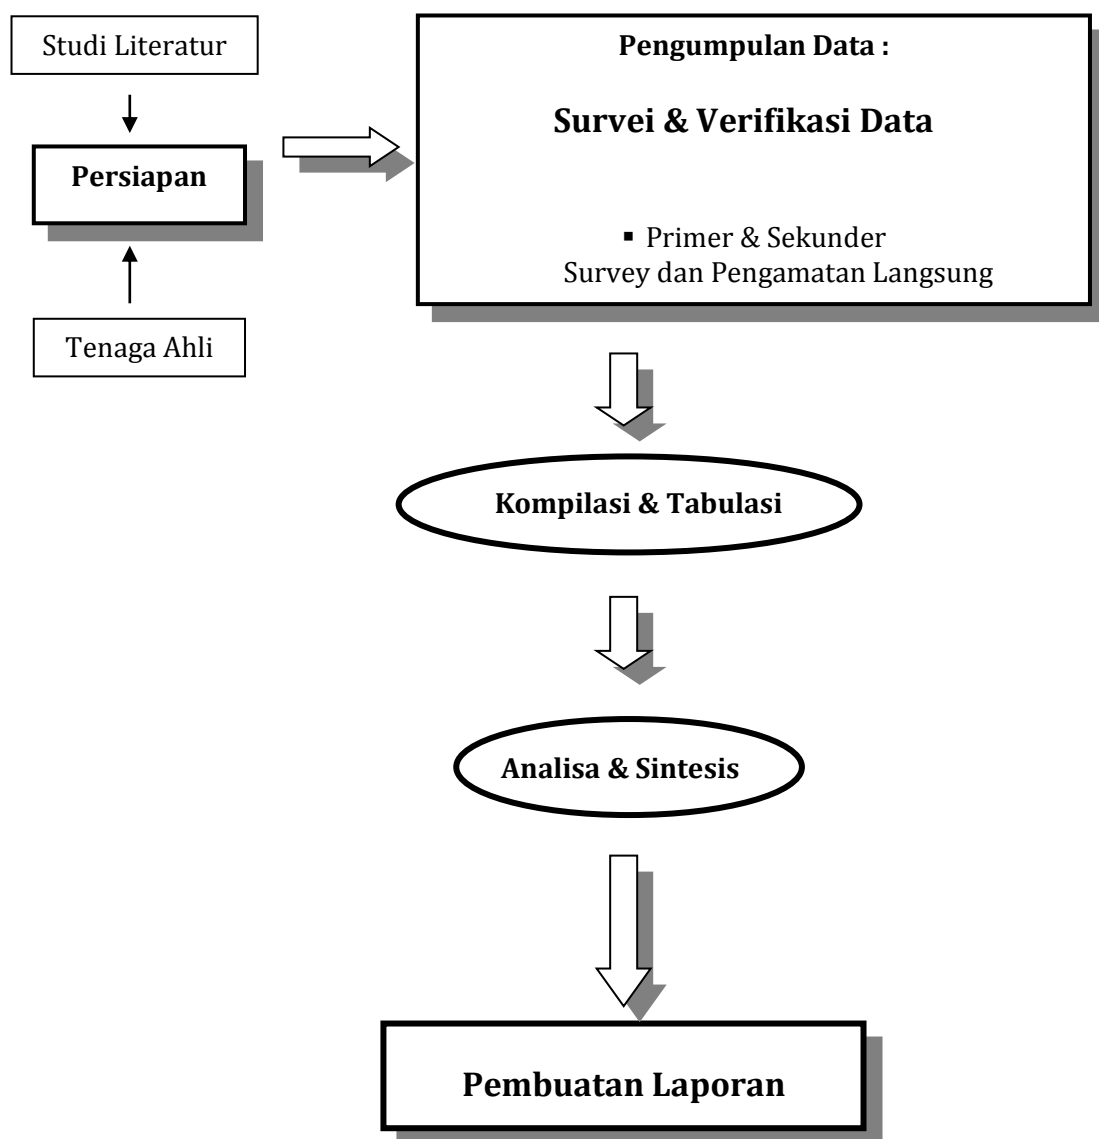 Studi Literatur
Persiapan
Tenaga Ahli
Pengumpulan Data :
Survei & Verifikasi Data
▪ Primer & Sekunder
Survey dan Pengamatan Langsung
Kompilasi & Tabulasi
Analisa & Sintesis
Pembuatan Laporan